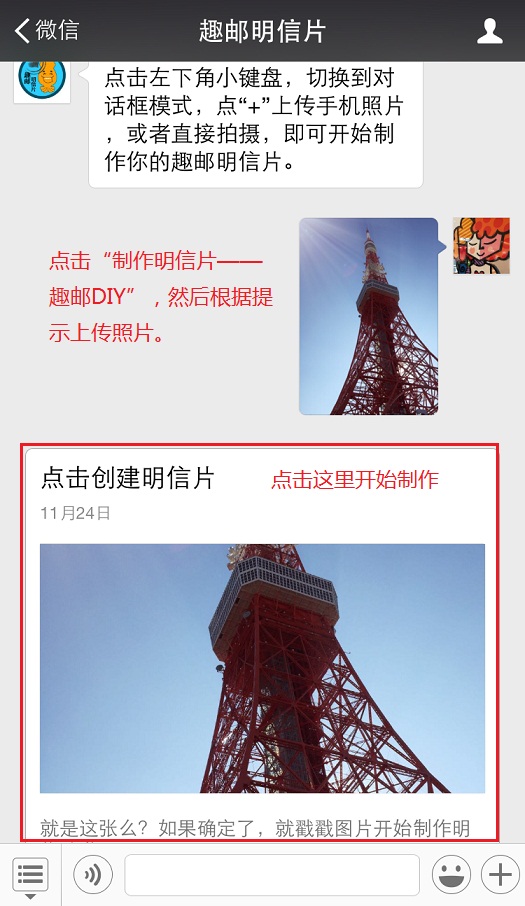 微信
趣邮明信片
点击左下角小键盘，切换到对
话框模式，点“+”上传手机照片
，或者直接拍摄，即可开始制
作你的趣邮明信片。
点击“制作明信片——
趣邮DIY”，然后根据提
示上传照片。
点击创建明信片
点击这里开始制作
11月24日
就是这张么？如果确定了，就戳戳图片开始制作明